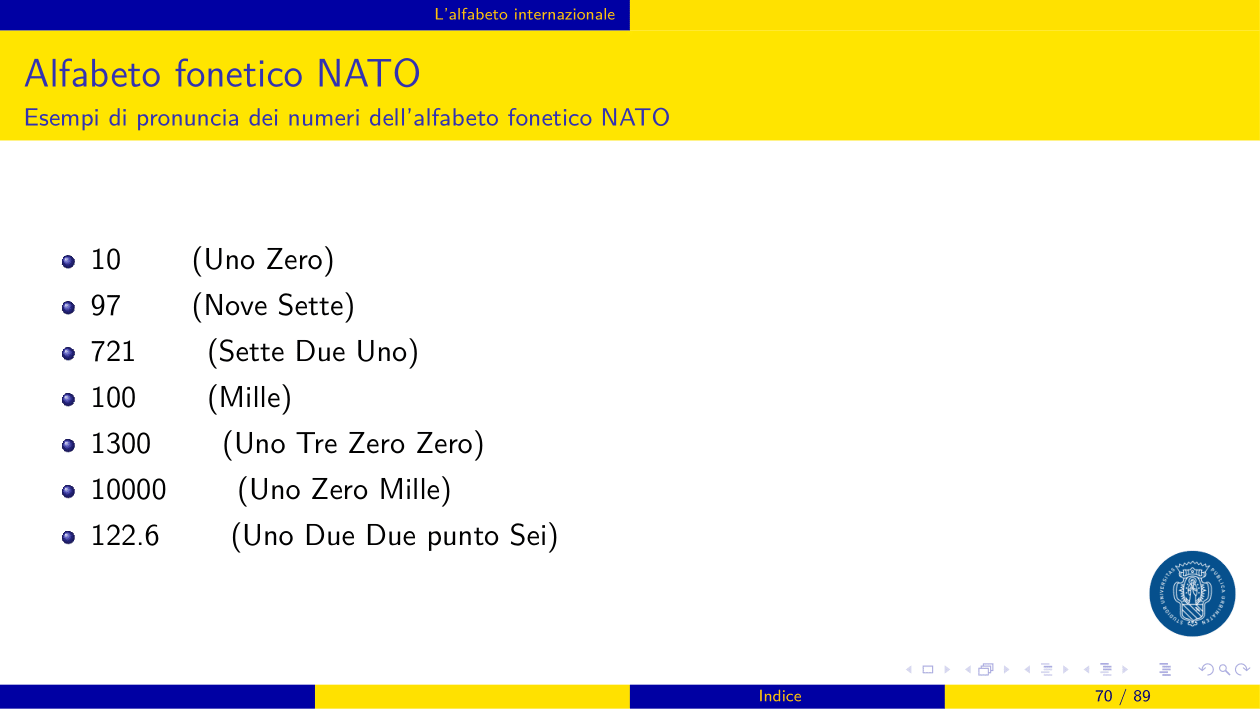 L'alfabeto internazionale
Alfabeto fonetico NATO
Esempi di pronuncia dei numeri dell'alfabeto fonetico NATO
10 (Uno Zero)
97 (Nove Sette)
721 (Sette Due Uno)
100 (Mille)
1300 (Uno Tre Zero Zero)
10000 (Uno Zero Mille)
122.6 (Uno Due Due punto Sei)
Indice
70 / 89